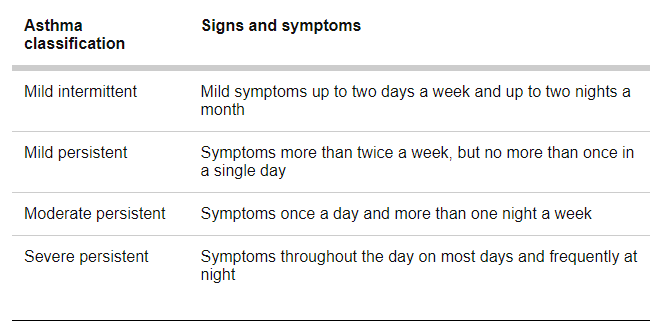 Asthma classification Signs and symptoms
Mild intermittent Mild symptoms up to two days a week and up to two nights a
month
Mild persistent Symptoms more than twice a week, but no more than once in
a single day
Moderate persistent Symptoms once a day and more than one night a week
Severe persistent Symptoms throughout the day on most days and frequently at
night